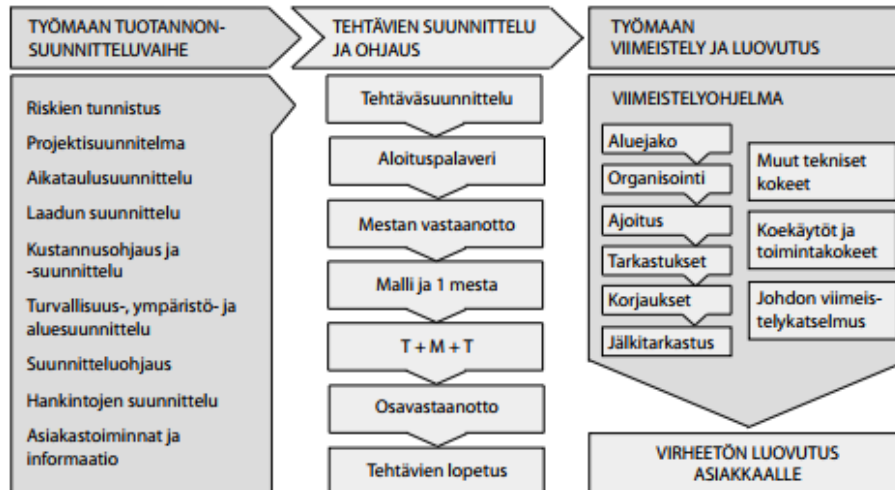 TYÖMAAN TUOTANNON-
SUUNNITTELUVAIHE
Riskien tunnistus
Projektisuunnitelma
Aikataulusuunnittelu
Laadun suunnittelu
Kustannusohjaus ja
-suunnittelu
Turvallisuus-, ympäristö- ja
aluesuunnittelu
Suunnitteluohjaus
Hankintojen suunnittelu
Asiakastoiminnat ja
informaatio
TEHTÄVIEN SUUNNITTELU
JA OHJAUS
Tehtäväsuunnittelu
Aloituspalaveri
Mestan vastaanotto
Malli ja 1 mesta
T + M + T
Osavastaanotto
Tehtävien lopetus
TYÖMAAN
VIIMEISTELY JA LUOVUTUS
VIIMEISTELYOHJELMA
Aluejako
Organisointi
Ajoitus
Tarkastukset
Korjaukset
Jälkitarkastus
Muut tekniset
kokeet
Koekäytöt ja
toimintakokeet
Johdon viimeis-
telykatselmus
VIRHEETÖN LUOVUTUS
ASIAKKAALLE